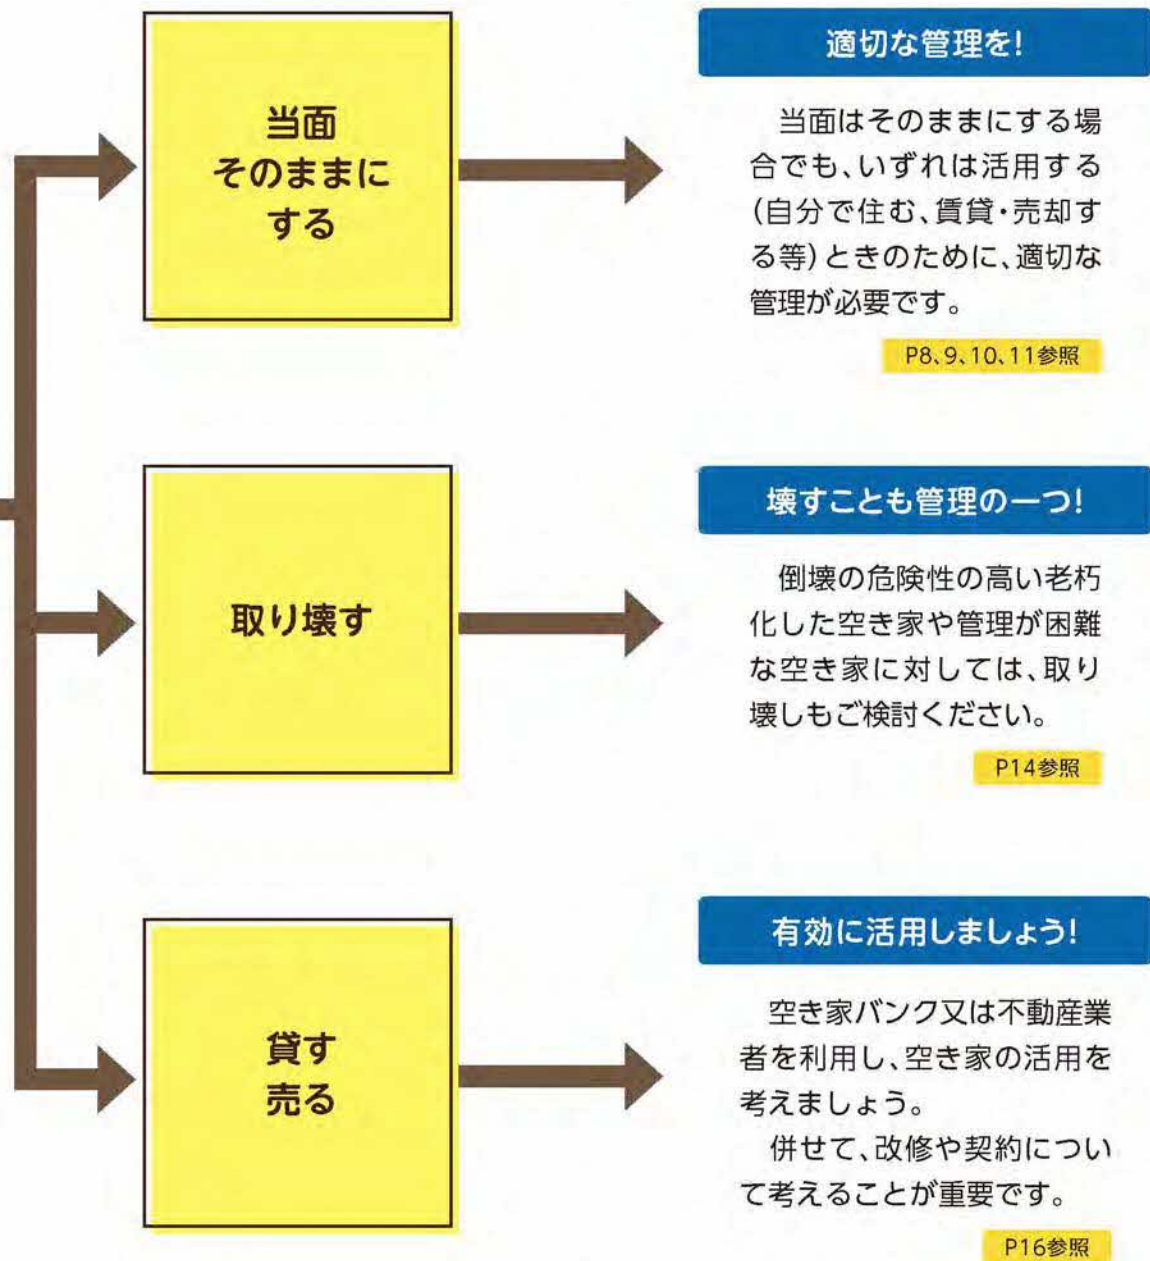 当面
そのままに
する
適切な管理を!
当面はそのままにする場
合でも、いずれは活用する
(自分で住む、賃貸・売却す
る等)ときのために、適切な
管理が必要です。
P8、9、10、11参照
取り壊す
壊すことも管理の一つ!
倒壊の危険性の高い老朽
化した空き家や管理が困難
な空き家に対しては、取り
壊しもご検討ください。
P14参照
貸す
売る
有効に活用しましょう!
空き家バンク又は不動産業
者を利用し、空き家の活用を
考えましょう。
併せて、改修や契約につい
て考えることが重要です。
P16参照